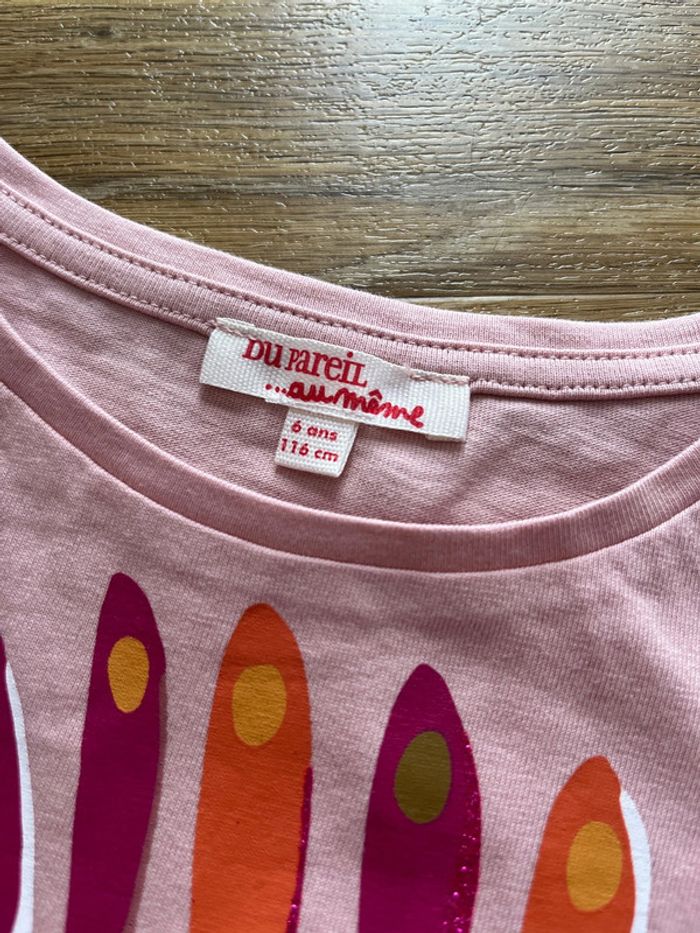 DU PAREIL
...au même
6 ans
116 cm